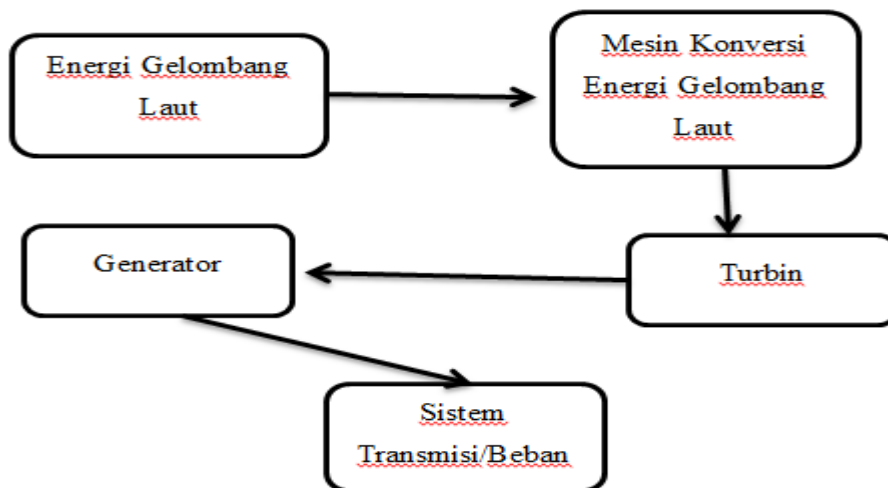 Energi Gelombang
Laut
Mesin Konversi
Energi Gelombang
Laut
Turbin
Generator
Sistem
Transmisi/Beban